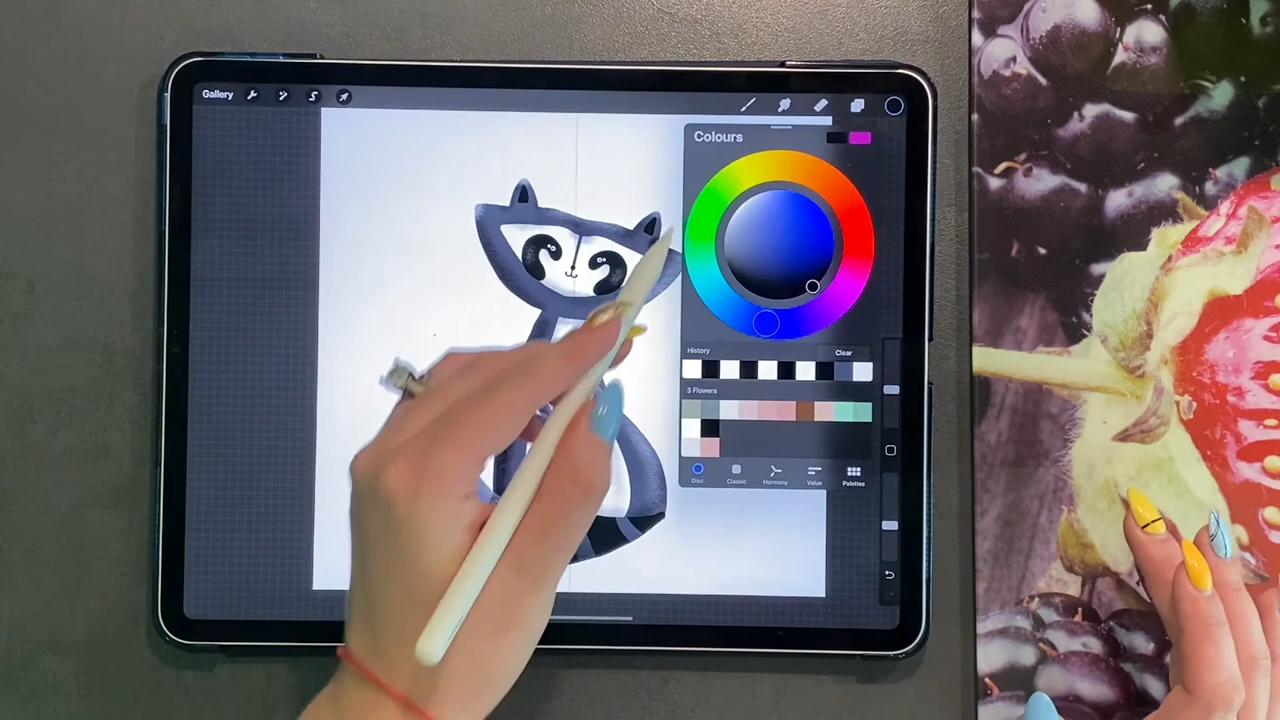 Gallery
Colours
History Clear
3 Flowers
Disc Classic Harmony Value Palettes